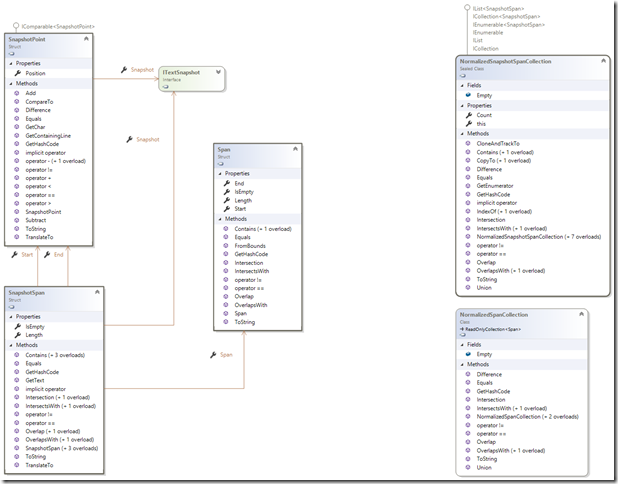 IComparable<SnapshotPoint>
SnapshotPoint
Struct
Properties
Position
Methods
Add
CompareTo
Difference
Equals
GetChar
GetContainingLine
GetHashCode
implicit operator
operator - (+ 1 overload)
operator !=
operator +
operator <
operator ==
operator >
SnapshotPoint
Subtract
ToString
TranslateTo
Snapshot
ITextSnapshot
Interface
Snapshot
Start
End
SnapshotSpan
Struct
Properties
IsEmpty
Length
Methods
Contains (+ 3 overloads)
Equals
GetHashCode
GetText
implicit operator
Intersection (+ 1 overload)
IntersectsWith (+ 1 overload)
operator !=
operator ==
Overlap (+ 1 overload)
OverlapsWith (+ 1 overload)
SnapshotSpan (+ 3 overloads)
ToString
TranslateTo
Span
Struct
Properties
End
IsEmpty
Length
Start
Methods
Contains (+ 1 overload)
Equals
FromBounds
GetHashCode
Intersection
IntersectsWith
operator !=
operator ==
Overlap
OverlapsWith
Span
ToString
Span
IList<SnapshotSpan>
ICollection<SnapshotSpan>
IEnumerable<SnapshotSpan>
IEnumerable
IList
ICollection
NormalizedSnapshotSpanCollection
Sealed Class
Fields
Empty
Properties
Count
this
Methods
CloneAndTrackTo
Contains (+ 1 overload)
CopyTo (+ 1 overload)
Difference
Equals
GetEnumerator
GetHashCode
implicit operator
IndexOf (+ 1 overload)
Intersection
IntersectsWith (+ 1 overload)
NormalizedSnapshotSpanCollection (+ 7 overloads)
operator !=
operator ==
Overlap
OverlapsWith (+ 1 overload)
ToString
Union
NormalizedSpanCollection
Class
ReadOnlyCollection<Span>
Fields
Empty
Methods
Difference
Equals
GetHashCode
Intersection
IntersectsWith (+ 1 overload)
NormalizedSpanCollection (+ 2 overloads)
operator !=
operator ==
Overlap
OverlapsWith (+ 1 overload)
ToString
Union